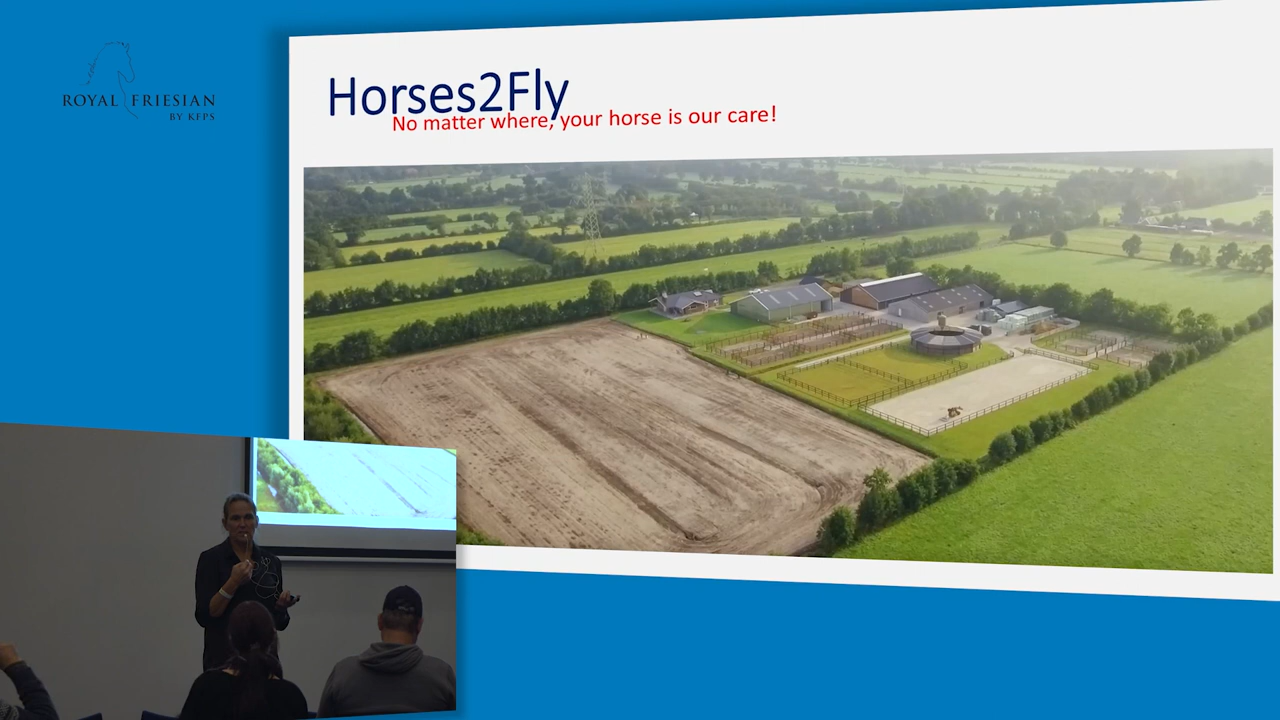 ROYAL FRIESIAN
BY KFPS
Horses2Fly
No matter where, your horse is our care!